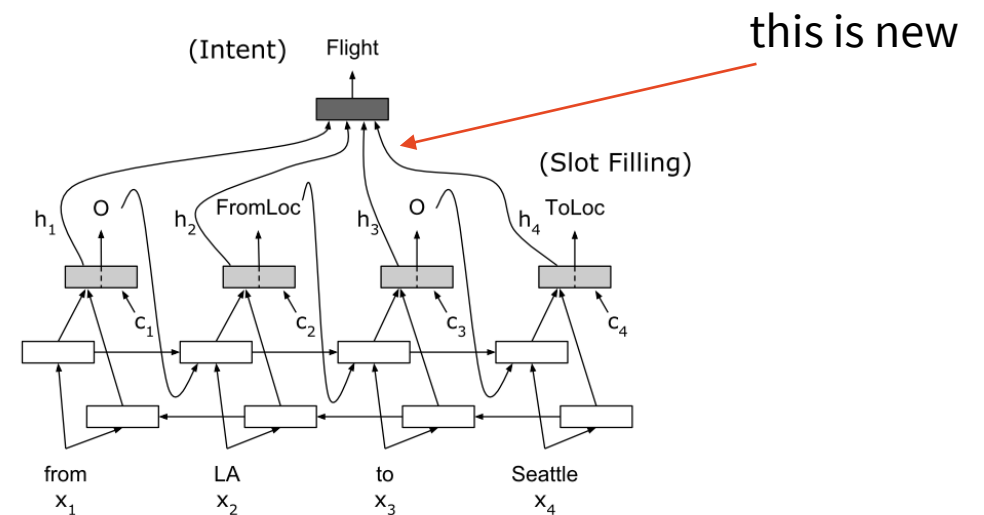 this is new
(Intent) Flight
(Slot Filling)
h1 O h2 FromLoc h3 O h4 ToLoc
c1 c2 c3 c4
from LA to Seattle
x1 x2 x3 x4